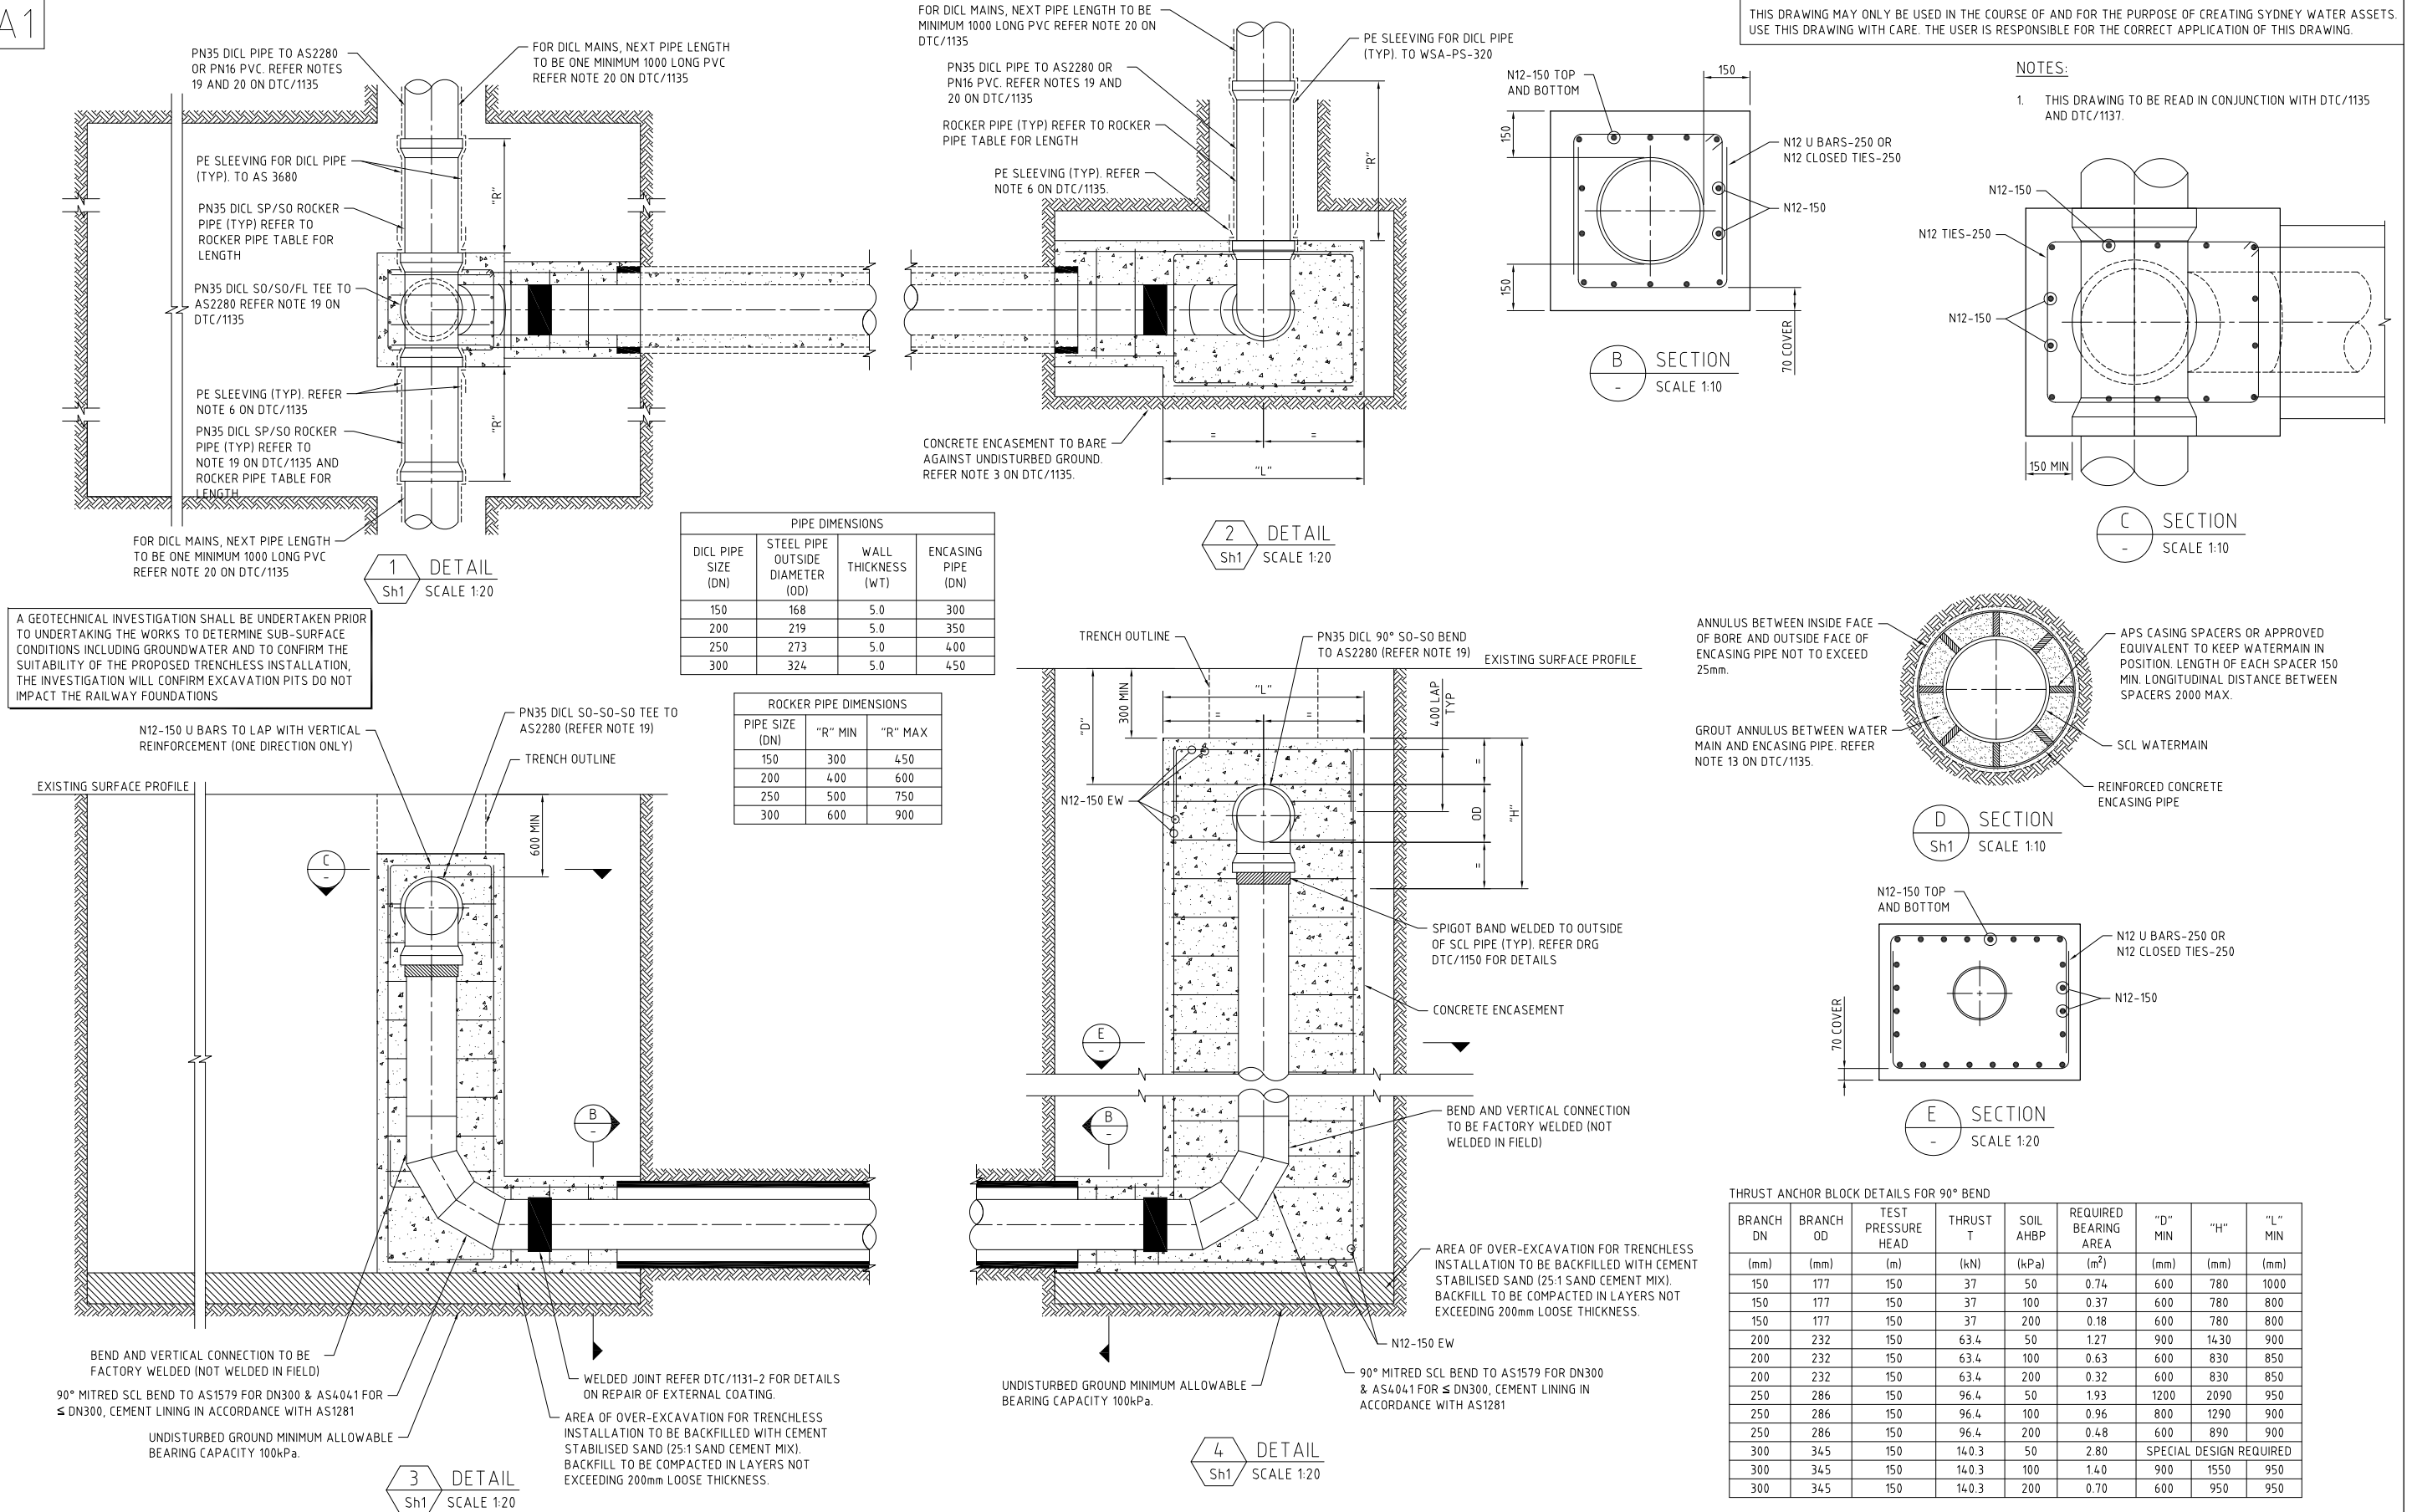 A1
THIS DRAWING MAY ONLY BE USED IN THE COURSE OF AND FOR THE PURPOSE OF CREATING SYDNEY WATER ASSETS.
USE THIS DRAWING WITH CARE. THE USER IS RESPONSIBLE FOR THE CORRECT APPLICATION OF THIS DRAWING.
NOTES:
1. THIS DRAWING TO BE READ IN CONJUNCTION WITH DTC/1135
AND DTC/1137.
PN35 DICL PIPE TO AS2280
OR PN16 PVC. REFER NOTES
19 AND 20 ON DTC/1135
FOR DICL MAINS, NEXT PIPE LENGTH
TO BE ONE MINIMUM 1000 LONG PVC
REFER NOTE 20 ON DTC/1135
PE SLEEVING FOR DICL PIPE
(TYP). TO AS 3680
PN35 DICL SP/SO ROCKER
PIPE (TYP) REFER TO
ROCKER PIPE TABLE FOR
LENGTH
PN35 DICL SO/SO/FL TEE TO
AS2280 REFER NOTE 19 ON
DTC/1135
PE SLEEVING (TYP). REFER
NOTE 6 ON DTC/1135
PN35 DICL SP/SO ROCKER
PIPE (TYP) REFER TO
NOTE 19 ON DTC/1135 AND
ROCKER PIPE TABLE FOR
LENGTH
"R"
"R"
FOR DICL MAINS, NEXT PIPE LENGTH
TO BE ONE MINIMUM 1000 LONG PVC
REFER NOTE 20 ON DTC/1135
1 DETAIL
Sh1 SCALE 1:20
FOR DICL MAINS, NEXT PIPE LENGTH TO BE
MINIMUM 1000 LONG PVC REFER NOTE 20 ON
DTC/1135
PN35 DICL PIPE TO AS2280 OR
PN16 PVC. REFER NOTES 19 AND
20 ON DTC/1135
ROCKER PIPE (TYP) REFER TO ROCKER
PIPE TABLE FOR LENGTH
PE SLEEVING (TYP). REFER
NOTE 6 ON DTC/1135.
PE SLEEVING FOR DICL PIPE
(TYP). TO WSA-PS-320
"R"
CONCRETE ENCASEMENT TO BARE
AGAINST UNDISTURBED GROUND.
REFER NOTE 3 ON DTC/1135.
= =
"L"
2 DETAIL
Sh1 SCALE 1:20
N12-150 TOP
AND BOTTOM
150
150
150
N12 U BARS-250 OR
N12 CLOSED TIES-250
N12-150
70 COVER
B SECTION
- SCALE 1:10
N12-150
N12 TIES-250
N12-150
150 MIN
C SECTION
- SCALE 1:10
PIPE DIMENSIONS
DICL PIPE SIZE (DN) STEEL PIPE OUTSIDE DIAMETER (OD) WALL THICKNESS (WT) ENCASING PIPE (DN)
150 168 5.0 300
200 219 5.0 350
250 273 5.0 400
300 324 5.0 450
ROCKER PIPE DIMENSIONS
PIPE SIZE (DN) "R" MIN "R" MAX
150 300 450
200 400 600
250 500 750
300 600 900
A GEOTECHNICAL INVESTIGATION SHALL BE UNDERTAKEN PRIOR
TO UNDERTAKING THE WORKS TO DETERMINE SUB-SURFACE
CONDITIONS INCLUDING GROUNDWATER AND TO CONFIRM THE
SUITABILITY OF THE PROPOSED TRENCHLESS INSTALLATION,
THE INVESTIGATION WILL CONFIRM EXCAVATION PITS DO NOT
IMPACT THE RAILWAY FOUNDATIONS
N12-150 U BARS TO LAP WITH VERTICAL
REINFORCEMENT (ONE DIRECTION ONLY)
PN35 DICL SO-SO-SO TEE TO
AS2280 (REFER NOTE 19)
TRENCH OUTLINE
EXISTING SURFACE PROFILE
600 MIN
C
-
B
-
BEND AND VERTICAL CONNECTION TO BE
FACTORY WELDED (NOT WELDED IN FIELD)
90° MITRED SCL BEND TO AS1579 FOR DN300 & AS4041 FOR
≤ DN300, CEMENT LINING IN ACCORDANCE WITH AS1281
UNDISTURBED GROUND MINIMUM ALLOWABLE
BEARING CAPACITY 100kPa.
WELDED JOINT REFER DTC/1131-2 FOR DETAILS
ON REPAIR OF EXTERNAL COATING.
AREA OF OVER-EXCAVATION FOR TRENCHLESS
INSTALLATION TO BE BACKFILLED WITH CEMENT
STABILISED SAND (25:1 SAND CEMENT MIX).
BACKFILL TO BE COMPACTED IN LAYERS NOT
EXCEEDING 200mm LOOSE THICKNESS.
3 DETAIL
Sh1 SCALE 1:20
TRENCH OUTLINE
PN35 DICL 90° SO-SO BEND
TO AS2280 (REFER NOTE 19)
EXISTING SURFACE PROFILE
"D"
300 MIN
"L"
= =
400 LAP
TYP
=
OD
=
"H"
N12-150 EW
SPIGOT BAND WELDED TO OUTSIDE
OF SCL PIPE (TYP). REFER DRG
DTC/1150 FOR DETAILS
CONCRETE ENCASEMENT
E
-
B
-
BEND AND VERTICAL CONNECTION
TO BE FACTORY WELDED (NOT
WELDED IN FIELD)
AREA OF OVER-EXCAVATION FOR TRENCHLESS
INSTALLATION TO BE BACKFILLED WITH CEMENT
STABILISED SAND (25:1 SAND CEMENT MIX).
BACKFILL TO BE COMPACTED IN LAYERS NOT
EXCEEDING 200mm LOOSE THICKNESS.
N12-150 EW
90° MITRED SCL BEND TO AS1579 FOR DN300
& AS4041 FOR ≤ DN300, CEMENT LINING IN
ACCORDANCE WITH AS1281
UNDISTURBED GROUND MINIMUM ALLOWABLE
BEARING CAPACITY 100kPa.
4 DETAIL
Sh1 SCALE 1:20
ANNULUS BETWEEN INSIDE FACE
OF BORE AND OUTSIDE FACE OF
ENCASING PIPE NOT TO EXCEED
25mm.
GROUT ANNULUS BETWEEN WATER
MAIN AND ENCASING PIPE. REFER
NOTE 13 ON DTC/1135.
APS CASING SPACERS OR APPROVED
EQUIVALENT TO KEEP WATERMAIN IN
POSITION. LENGTH OF EACH SPACER 150
MIN. LONGITUDINAL DISTANCE BETWEEN
SPACERS 2000 MAX.
SCL WATERMAIN
REINFORCED CONCRETE
ENCASING PIPE
D SECTION
Sh1 SCALE 1:10
N12-150 TOP
AND BOTTOM
N12 U BARS-250 OR
N12 CLOSED TIES-250
N12-150
70 COVER
E SECTION
- SCALE 1:20
THRUST ANCHOR BLOCK DETAILS FOR 90° BEND
BRANCH DN BRANCH OD TEST PRESSURE HEAD THRUST T SOIL AHBP REQUIRED BEARING AREA "D" MIN "H" "L" MIN
(mm) (mm) (m) (kN) (kPa) (m²) (mm) (mm) (mm)
150 177 150 37 50 0.74 600 780 1000
150 177 150 37 100 0.37 600 780 800
150 177 150 37 200 0.18 600 780 800
200 232 150 63.4 50 1.27 900 1430 900
200 232 150 63.4 100 0.63 600 830 850
200 232 150 63.4 200 0.32 600 830 850
250 286 150 96.4 50 1.93 1200 2090 950
250 286 150 96.4 100 0.96 800 1290 900
250 286 150 96.4 200 0.48 600 890 900
300 345 150 140.3 50 2.80 SPECIAL DESIGN REQUIRED
300 345 150 140.3 100 1.40 900 1550 950
300 345 150 140.3 200 0.70 600 950 950